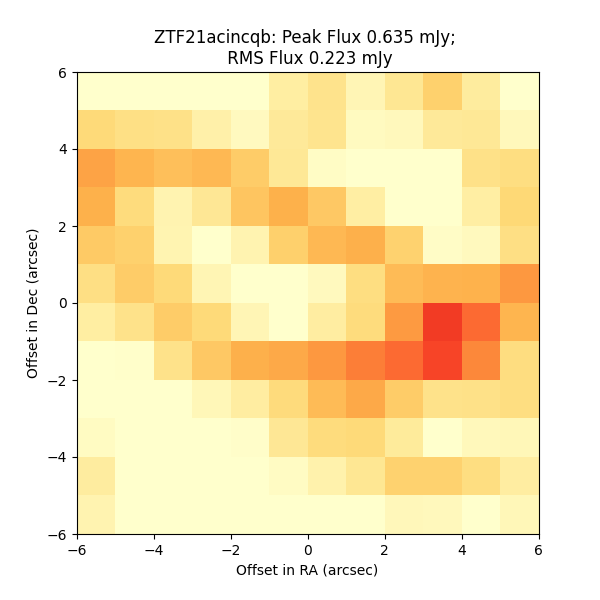 ZTF21acincqb: Peak Flux 0.635 mJy;
RMS Flux 0.223 mJy
6
4
2
0
−2
−4
−6
Offset in Dec (arcsec)
−6 −4 −2 0 2 4 6
Offset in RA (arcsec)